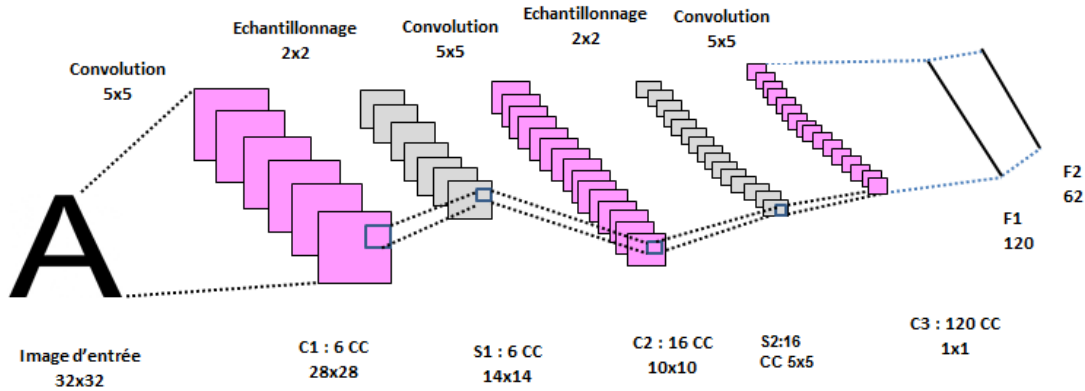 Convolution
5x5
Echantillonnage
2x2
Convolution
5x5
Echantillonnage
2x2
Convolution
5x5
A
Image d'entrée
32x32
C1 : 6 CC
28x28
S1 : 6 CC
14x14
C2 : 16 CC
10x10
S2:16
CC 5x5
C3 : 120 CC
1x1
F1
120
F2
62